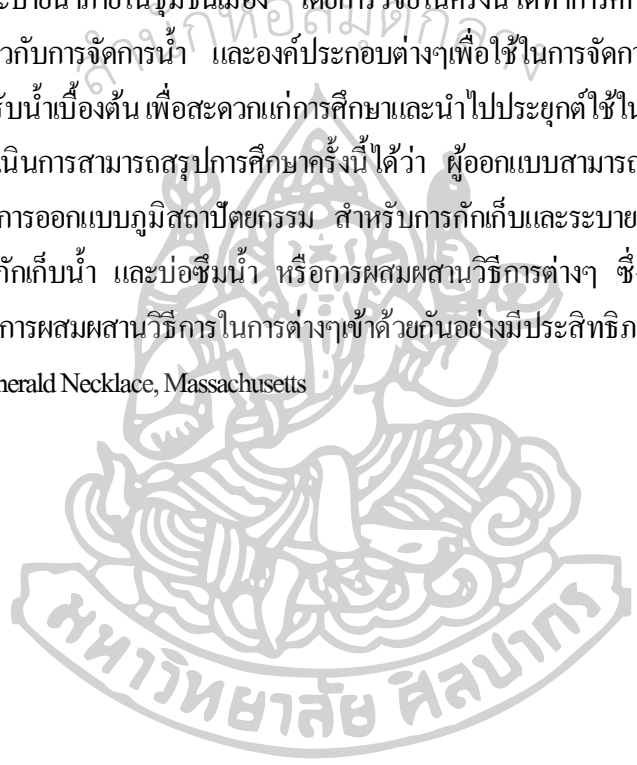 ะบายน้ำภายในชุมชนเมือง โดยการวิจัยในครั้งนี้ได้ทำการศึ
สำนักหอสมุดกลาง
วกับการจัดการน้ำ และองค์ประกอบต่างๆเพื่อใช้ในการจัดกา
รับน้ำเบื้องต้น เพื่อสะดวกแก่การศึกษาและนำไปประยุกต์ใช้ใน
นินการสามารถสรุปการศึกษาครั้งนี้ได้ว่า ผู้ออกแบบสามารถ
การออกแบบภูมิสถาปัตยกรรม สำหรับการกักเก็บและระบาย
กักเก็บน้ำ และบ่อซึมน้ำ หรือการผสมผสานวิธีการต่างๆ ซึ่
การผสมผสานวิธีการในการต่างๆเข้าด้วยกันอย่างมีประสิทธิภ
nerald Necklace, Massachusetts
มหาวิทยาลัย ศิลปากร